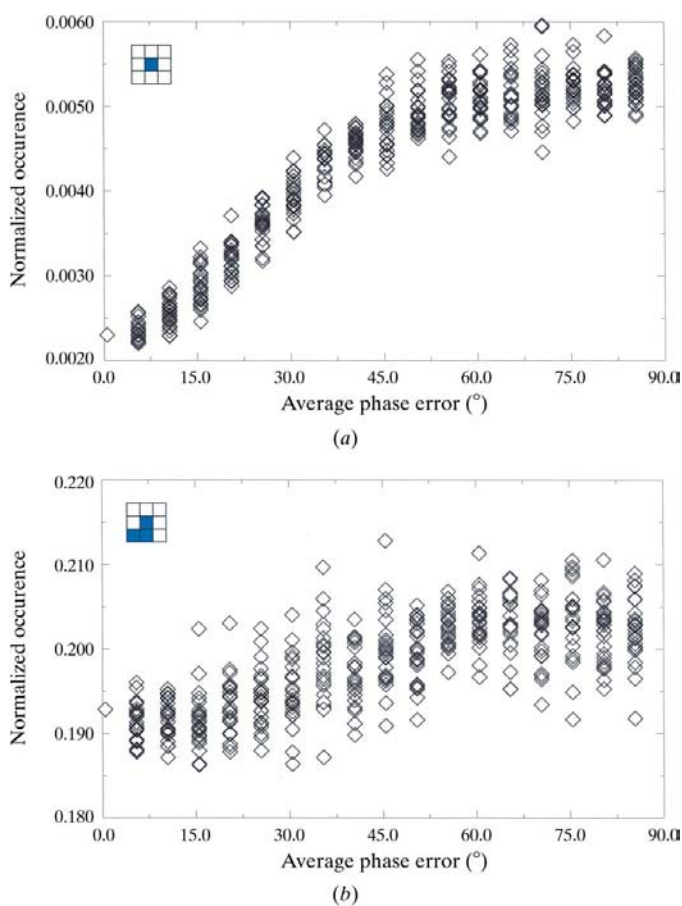 0.0060
0.0050
0.0040
0.0030
0.0020
Normalized occurence
0.0 15.0 30.0 45.0 60.0 75.0 90.0
Average phase error (°)
(a)
0.220
0.210
0.200
0.190
0.180
Normalized occurence
0.0 15.0 30.0 45.0 60.0 75.0 90.0
Average phase error (°)
(b)